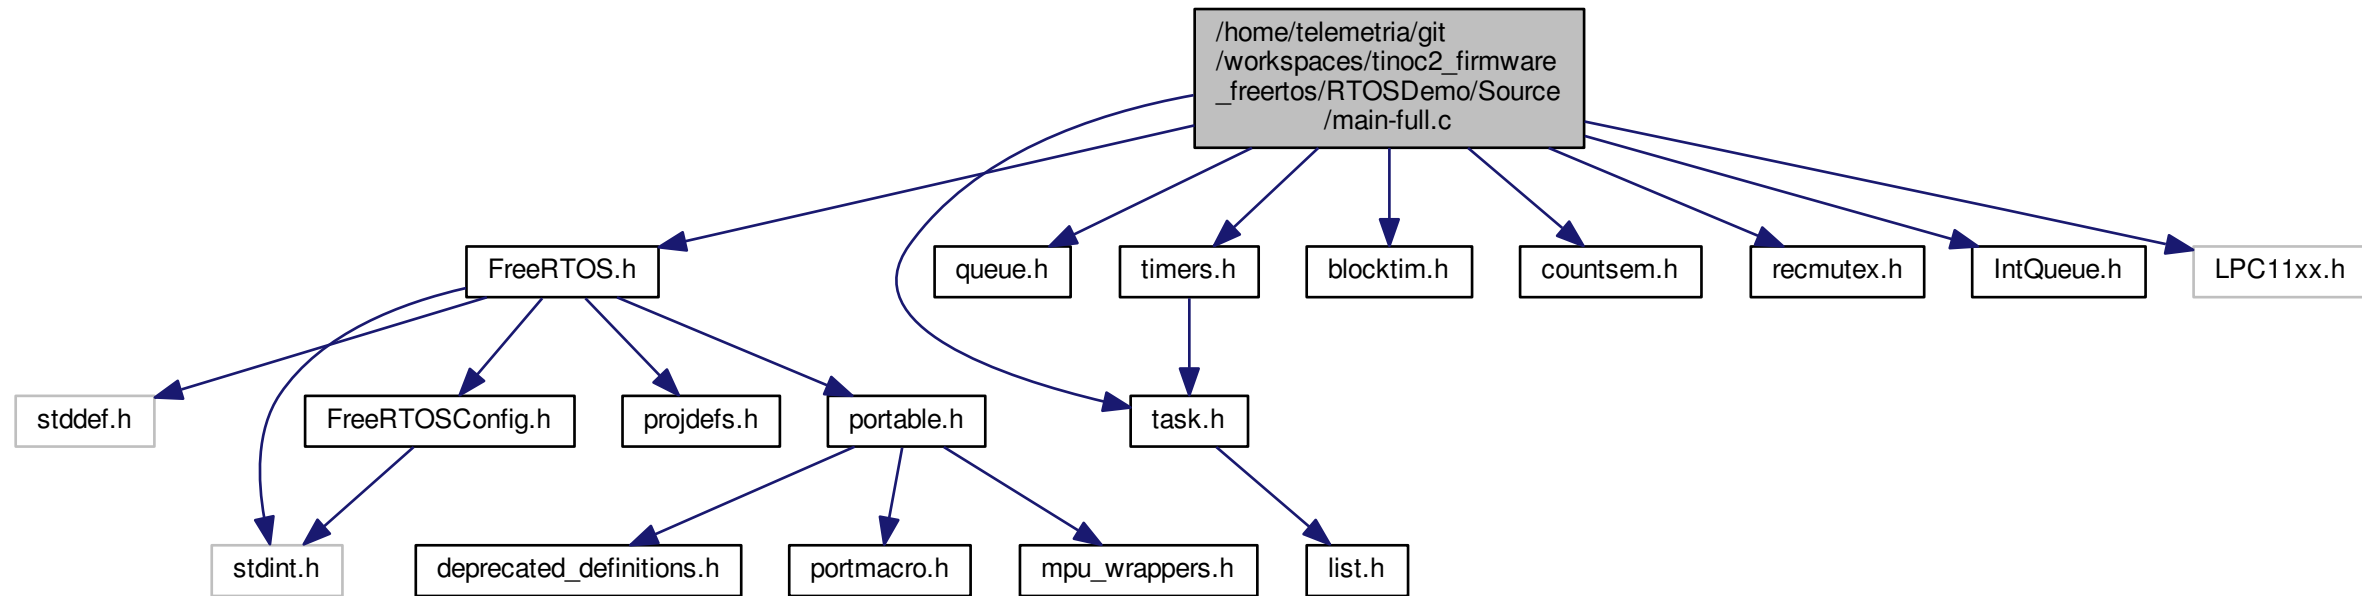 /home/telemetria/git
/workspaces/tinoc2_firmware
_freertos/RTOSDemo/Source
/main-full.c
FreeRTOS.h
queue.h
timers.h
blocktim.h
countsem.h
recmutex.h
IntQueue.h
LPC11xx.h
stddef.h
FreeRTOSConfig.h
projdefs.h
portable.h
task.h
stdint.h
deprecated_definitions.h
portmacro.h
mpu_wrappers.h
list.h